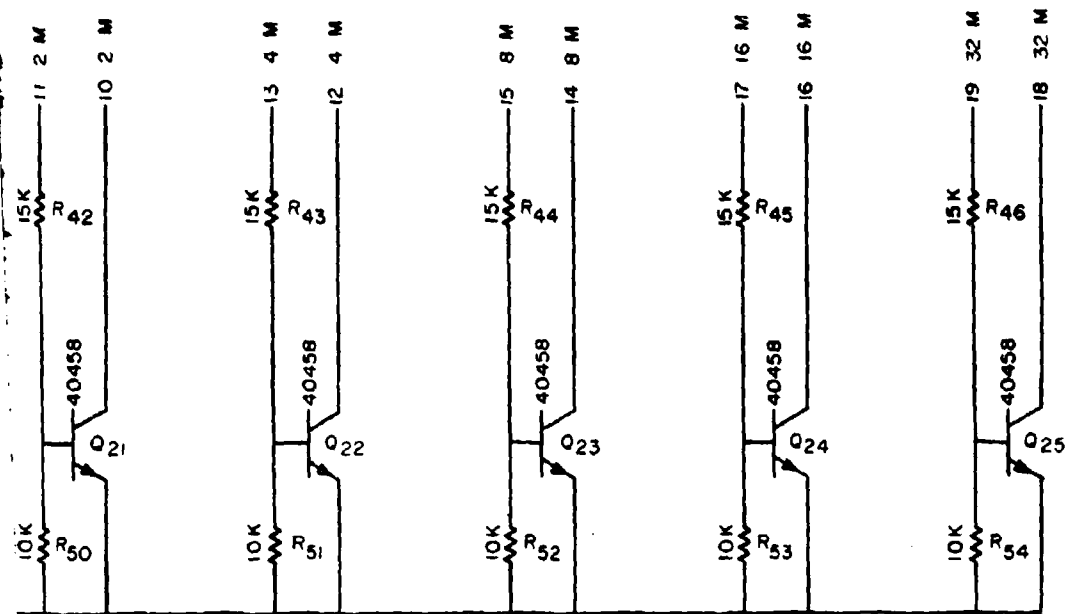 11 2 M
10 2 M
13 4 M
12 4 M
15 8 M
14 8 M
17 16 M
16 16 M
19 32 M
18 32 M
15K R42
15K R43
15K R44
15K R45
15K R46
40458
40458
40458
40458
40458
Q21
Q22
Q23
Q24
Q25
10K R50
10K R51
10K R52
10K R53
10K R54